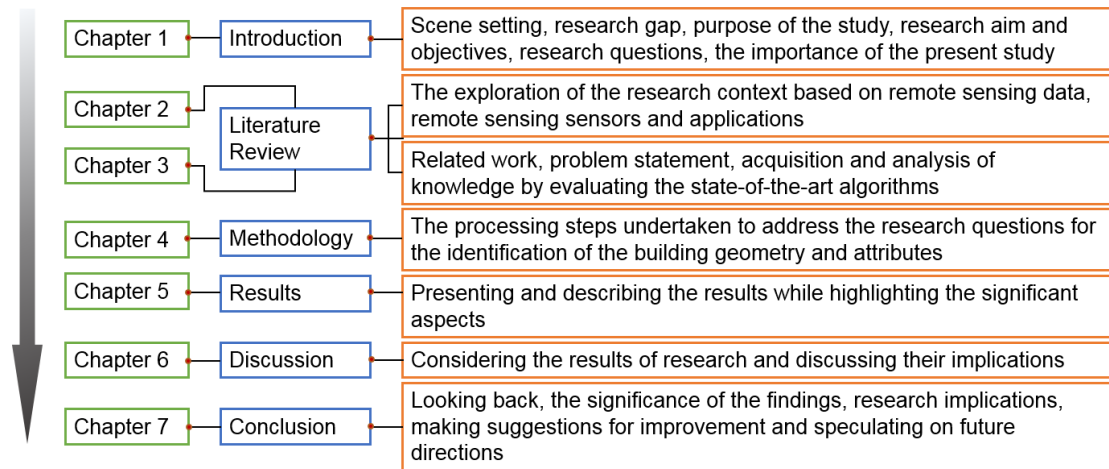 Chapter 1
Introduction
Scene setting, research gap, purpose of the study, research aim and
objectives, research questions, the importance of the present study
Chapter 2
Chapter 3
Literature
Review
The exploration of the research context based on remote sensing data,
remote sensing sensors and applications
Related work, problem statement, acquisition and analysis of
knowledge by evaluating the state-of-the-art algorithms
Chapter 4
Methodology
The processing steps undertaken to address the research questions for
the identification of the building geometry and attributes
Chapter 5
Results
Presenting and describing the results while highlighting the significant
aspects
Chapter 6
Discussion
Considering the results of research and discussing their implications
Chapter 7
Conclusion
Looking back, the significance of the findings, research implications,
making suggestions for improvement and speculating on future
directions